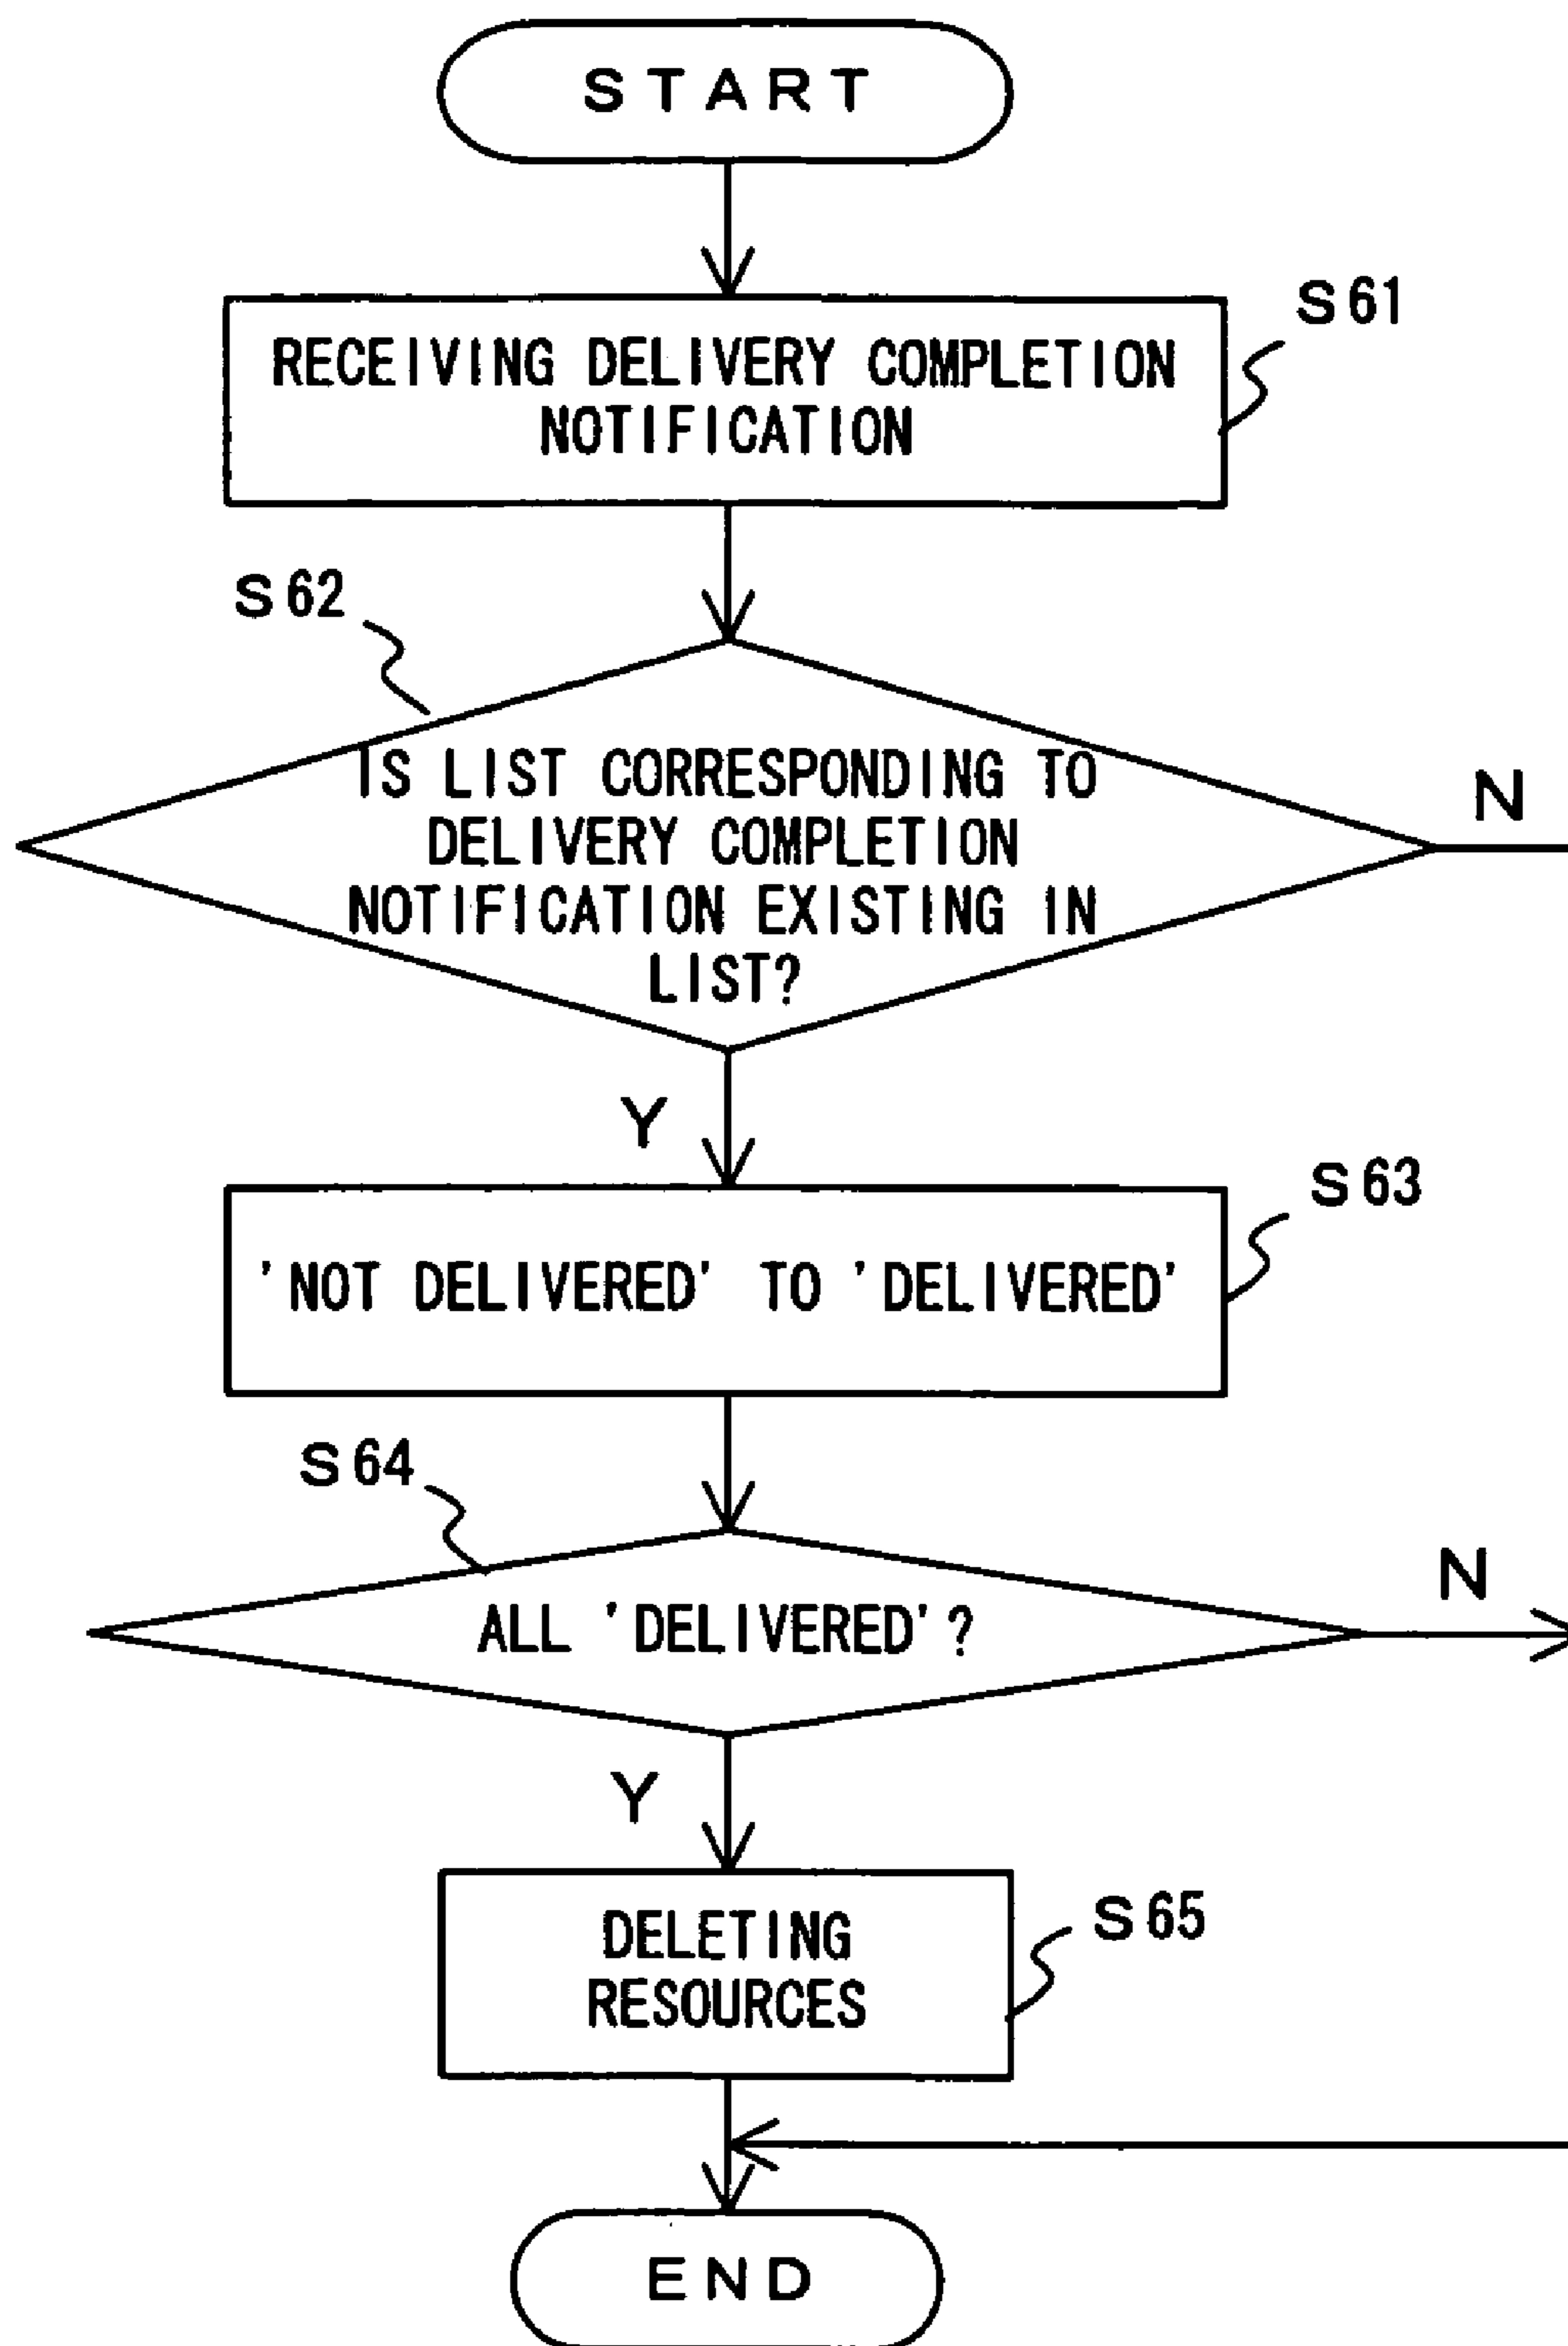 START
S61
RECEIVING DELIVERY COMPLETION
NOTIFICATION
S62
IS LIST CORRESPONDING TO
DELIVERY COMPLETION
NOTIFICATION EXISTING IN
LIST?
N
Y
S63
'NOT DELIVERED' TO 'DELIVERED'
S64
ALL 'DELIVERED'?
N
Y
DELETING
RESOURCES
S65
END